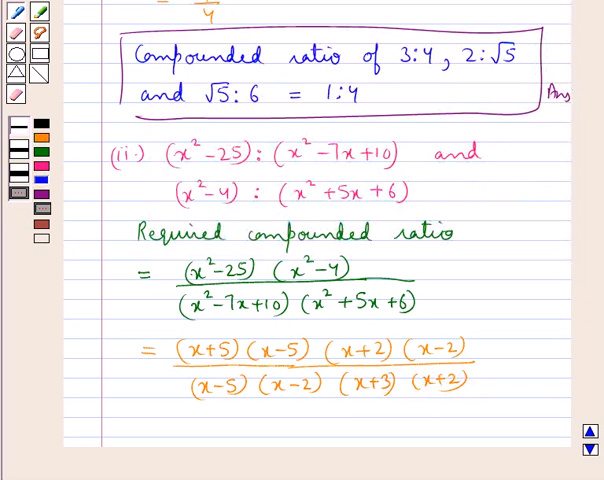 = 1/4
Compounded ratio of 3:4, 2:√5
and √5:6 = 1:4
Ans
(ii.) (x²-25):(x²-7x+10) and
(x²-4) : (x²+5x+6)
Required compounded ratio
= (x²-25) (x²-4)
(x²-7x+10) (x²+5x+6)
= (x+5)(x-5) (x+2)(x-2)
(x-5)(x-2) (x+3)(x+2)